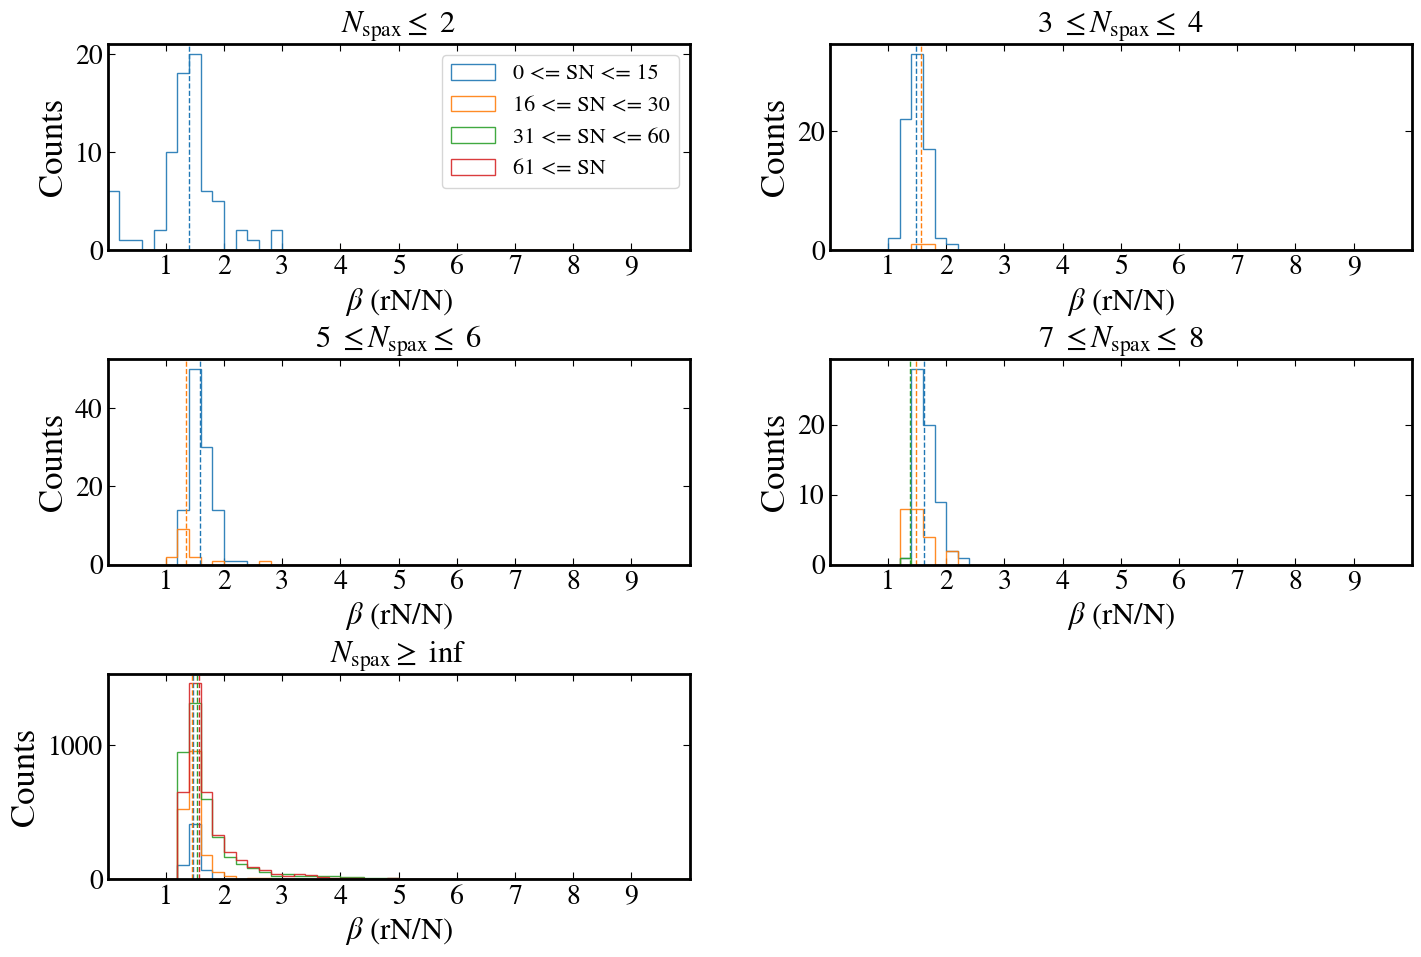 N_spax ≤ 2
Counts
20
10
0
0 <= SN <= 15
16 <= SN <= 30
31 <= SN <= 60
61 <= SN
1 2 3 4 5 6 7 8 9
β (rN/N)
3 ≤ N_spax ≤ 4
Counts
20
0
1 2 3 4 5 6 7 8 9
β (rN/N)
5 ≤ N_spax ≤ 6
Counts
40
20
0
1 2 3 4 5 6 7 8 9
β (rN/N)
7 ≤ N_spax ≤ 8
Counts
20
10
0
1 2 3 4 5 6 7 8 9
β (rN/N)
N_spax ≥ inf
Counts
1000
0
1 2 3 4 5 6 7 8 9
β (rN/N)